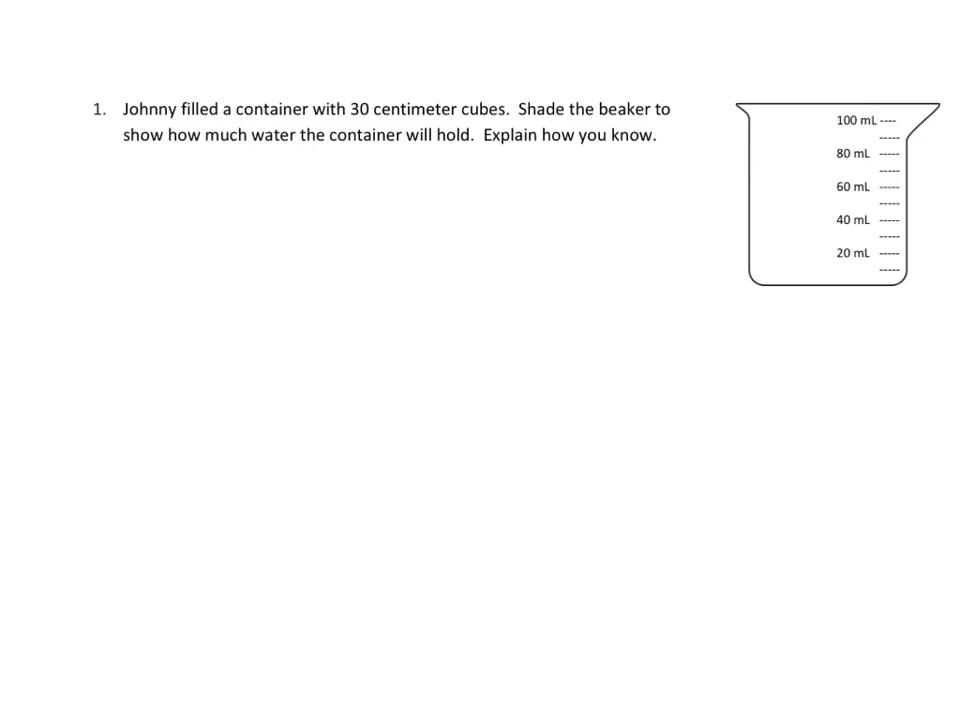 1. Johnny filled a container with 30 centimeter cubes. Shade the beaker to
show how much water the container will hold. Explain how you know.
100 mL
80 mL
60 mL
40 mL
20 mL